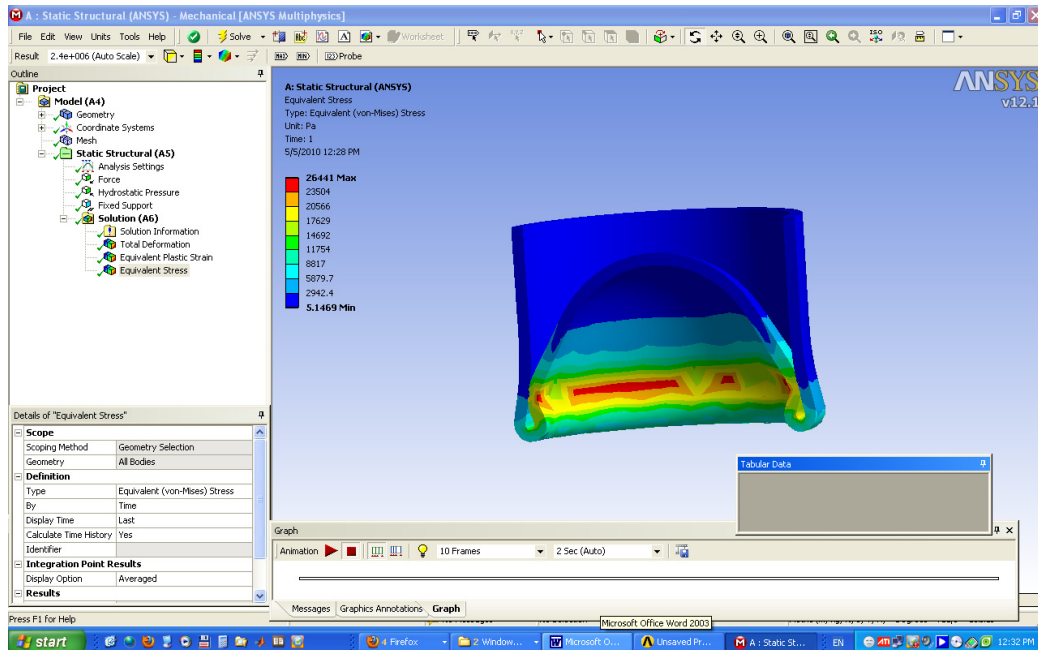 A : Static Structural (ANSYS) - Mechanical [ANSYS Multiphysics]
File Edit View Units Tools Help Solve Worksheet
Result 2.4e+006 (Auto Scale) MAX MIN Probe
Outline
Project
Model (A4)
Geometry
Coordinate Systems
Mesh
Static Structural (A5)
Analysis Settings
Force
Hydrostatic Pressure
Fixed Support
Solution (A6)
Solution Information
Total Deformation
Equivalent Plastic Strain
Equivalent Stress
A: Static Structural (ANSYS)
Equivalent Stress
Type: Equivalent (von-Mises) Stress
Unit: Pa
Time: 1
5/5/2010 12:28 PM
26441 Max
23504
20566
17629
14692
11754
8817
5879.7
2942.4
5.1469 Min
ANSYS
v12.1
Details of "Equivalent Stress"
Scope
Scoping Method Geometry Selection
Geometry All Bodies
Definition
Type Equivalent (von-Mises) Stress
By Time
Display Time Last
Calculate Time History Yes
Identifier
Integration Point Results
Display Option Averaged
Results
Tabular Data
Graph
Animation 10 Frames 2 Sec (Auto)
Messages Graphics Annotations Graph
Press F1 for Help
Microsoft Office Word 2003
start 4 Firefox 2 Window... Microsoft O... Unsaved Pr... A : Static St... EN 12:32 PM